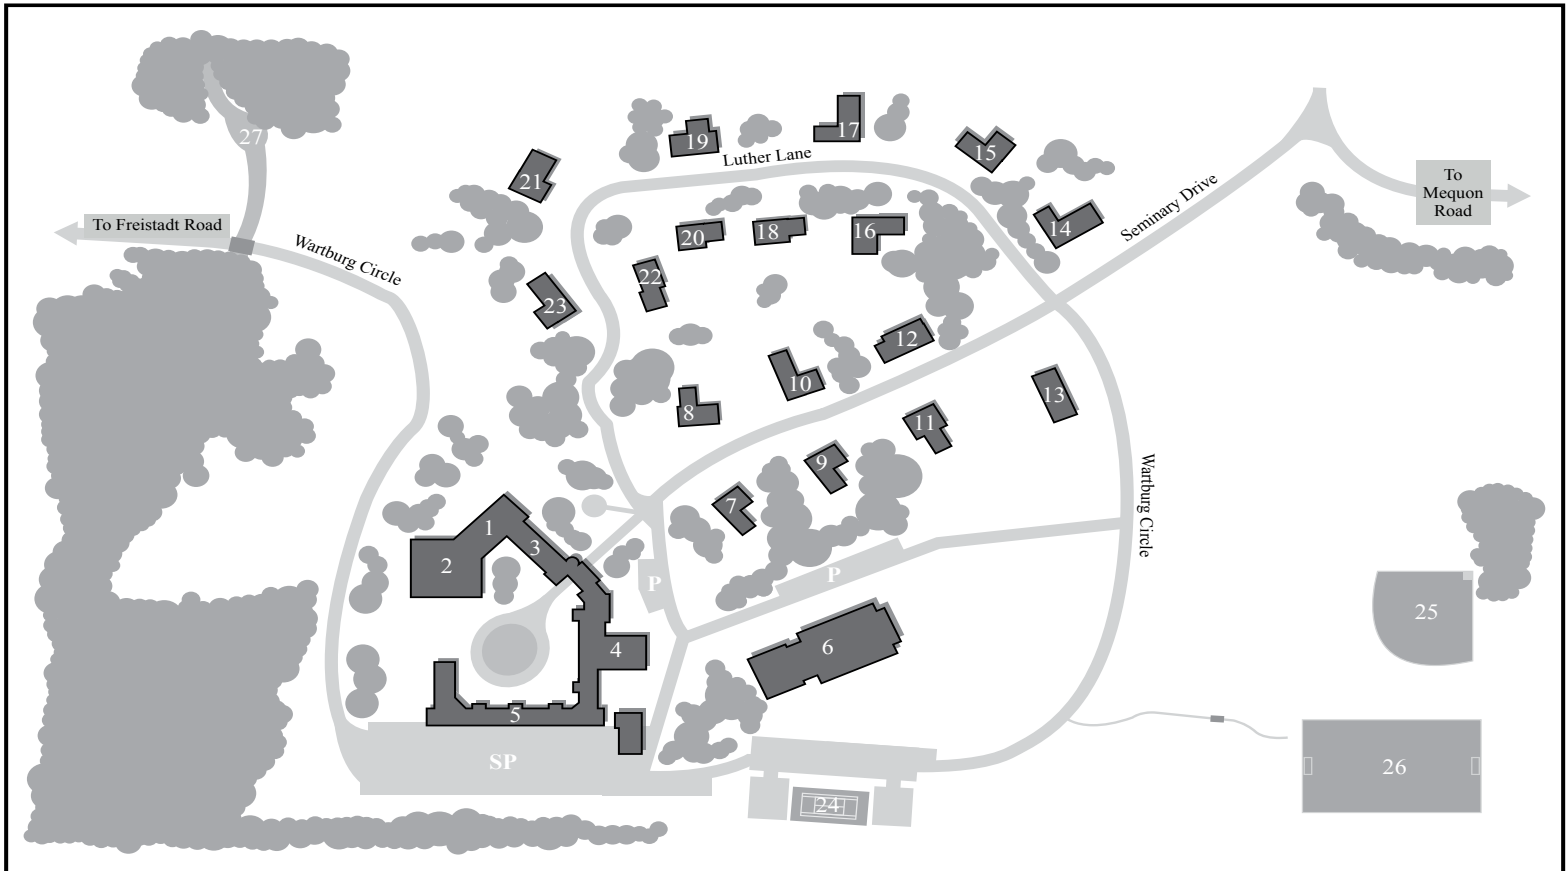 27
19
Luther Lane
17
15
To
Mequon
Road
21
To Freistadt Road
Wartburg Circle
20
18
16
14
Seminary Drive
22
23
12
10
13
8
11
9
7
Wartburg Circle
1
3
2
P
P
4
6
25
5
SP
26
24